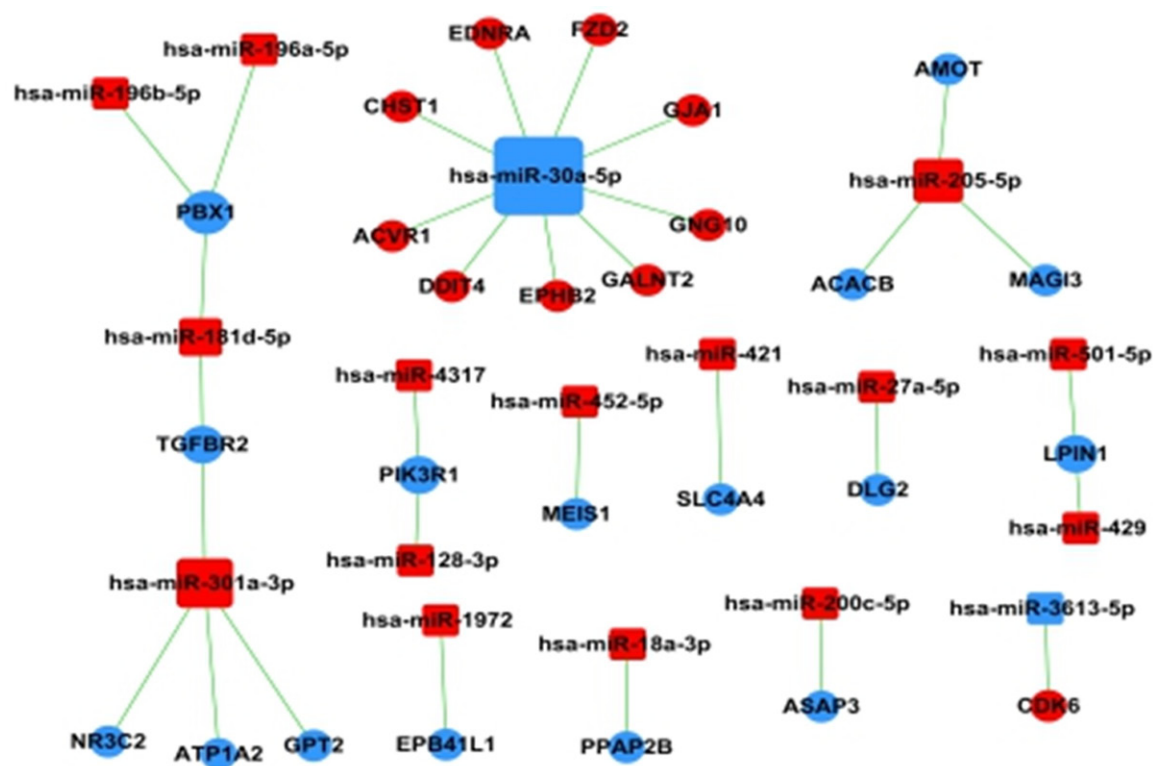 EDNRA
FZD2
hsa-miR-196a-5p
AMOT
hsa-miR-196b-5p
CHST1
GJA1
hsa-miR-30a-5p
hsa-miR-205-5p
PBX1
GNG10
ACVR1
DDIT4
EPHB2
GALNT2
ACACB
MAGI3
hsa-miR-181d-5p
hsa-miR-421
hsa-miR-501-5p
hsa-miR-4317
hsa-miR-27a-5p
hsa-miR-452-5p
TGFBR2
LPIN1
PIK3R1
DLG2
SLC4A4
MEIS1
hsa-miR-429
hsa-miR-128-3p
hsa-miR-301a-3p
hsa-miR-200c-5p
hsa-miR-3613-5p
hsa-miR-1972
hsa-miR-18a-3p
ASAP3
CDK6
NR3C2
ATP1A2
GPT2
EPB41L1
PPAP2B